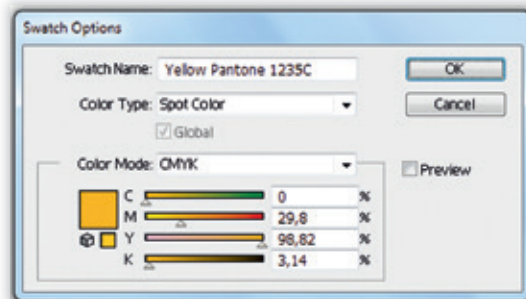 Swatch Options
Swatch Name: Yellow Pantone 1235C
OK
Color Type: Spot Color
Cancel
Global
Color Mode: CMYK
Preview
C 0 %
M 29,8 %
Y 98,82 %
K 3,14 %